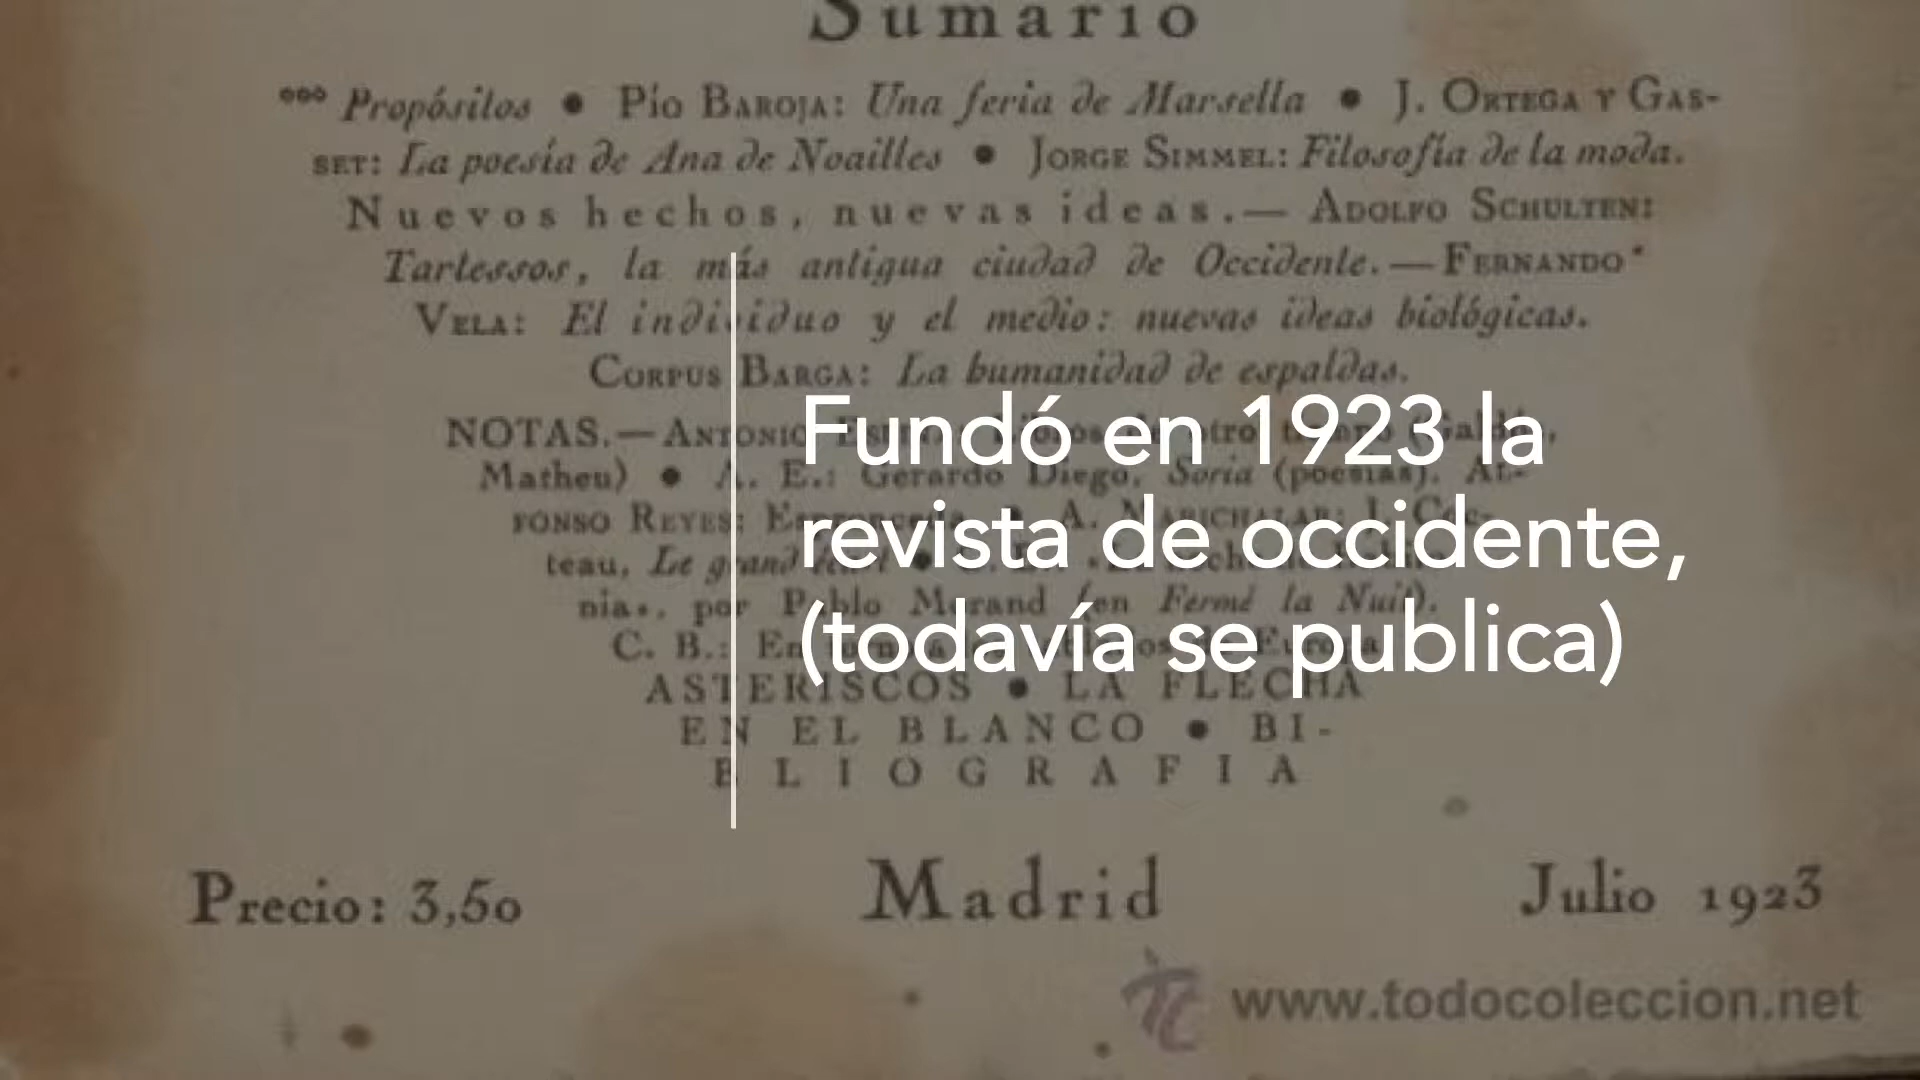 Sumario
°°° Propósitos ● Pío Baroja: Una feria de Marsella ● J. Ortega y Gas-
set: La poesía de Ana de Noailles ● Jorge Simmel: Filosofía de la moda.
Nuevos hechos, nuevas ideas.— Adolfo Schulten:
Tartessos, la más antigua ciudad de Occidente.—Fernando
Vela: El individuo y el medio: nuevas ideas biológicas.
Corpus Barga: La humanidad de espaldas.
NOTAS.—Antonio
Matheu) ● A. E.: Gerardo Diego, Soria (poesías). Al-
fonso Reyes:
teau, Le grand
nia», por Pablo Morand (en Fermé la Nuit).
C. B.:
ASTERISCOS ● LA FLECHA
EN EL BLANCO ● BI-
BLIOGRAFIA
Fundó en 1923 la
revista de occidente,
(todavía se publica)
Precio: 3,50 Madrid Julio 1923
www.todocoleccion.net